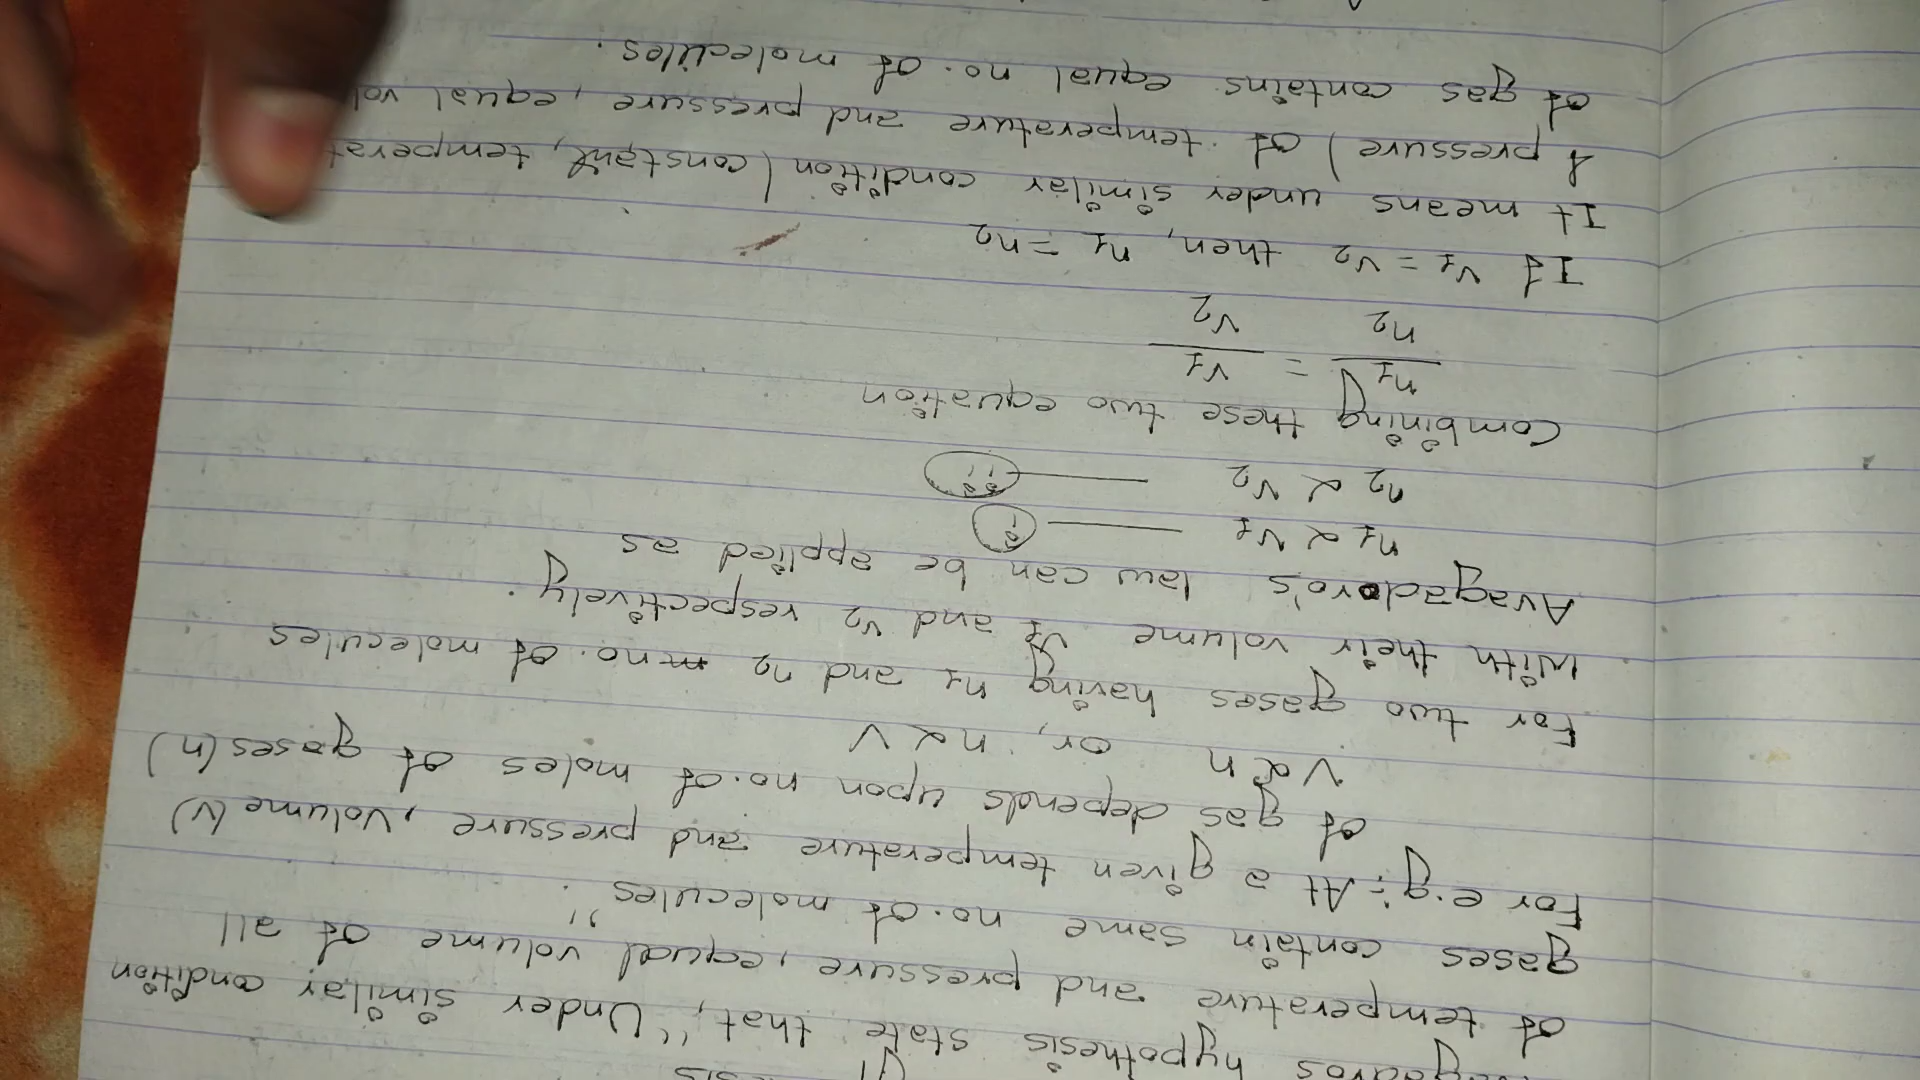 hypothesis state that, "Under similar condition
of temperature and pressure, equal volume of all
gases contain same no. of molecules".
For e.g:- At a given temperature and pressure, volume (v)
of gas depends upon no. of moles of gases (n)
V ∝ n or, n ∝ V
For two gases having n1 and n2 no. of molecules
with their volume v1 and v2 respectively.
Avagadoro's law can be applied as
n1 ∝ v1 — (i)
n2 ∝ v2 — (ii)
Combining these two equation
n1/n2 = v1/v2
If v1 = v2 then, n1 = n2
It means under similar condition (constant, temperat
& pressure) of temperature and pressure, equal vol
of gas contains equal no. of molecules.